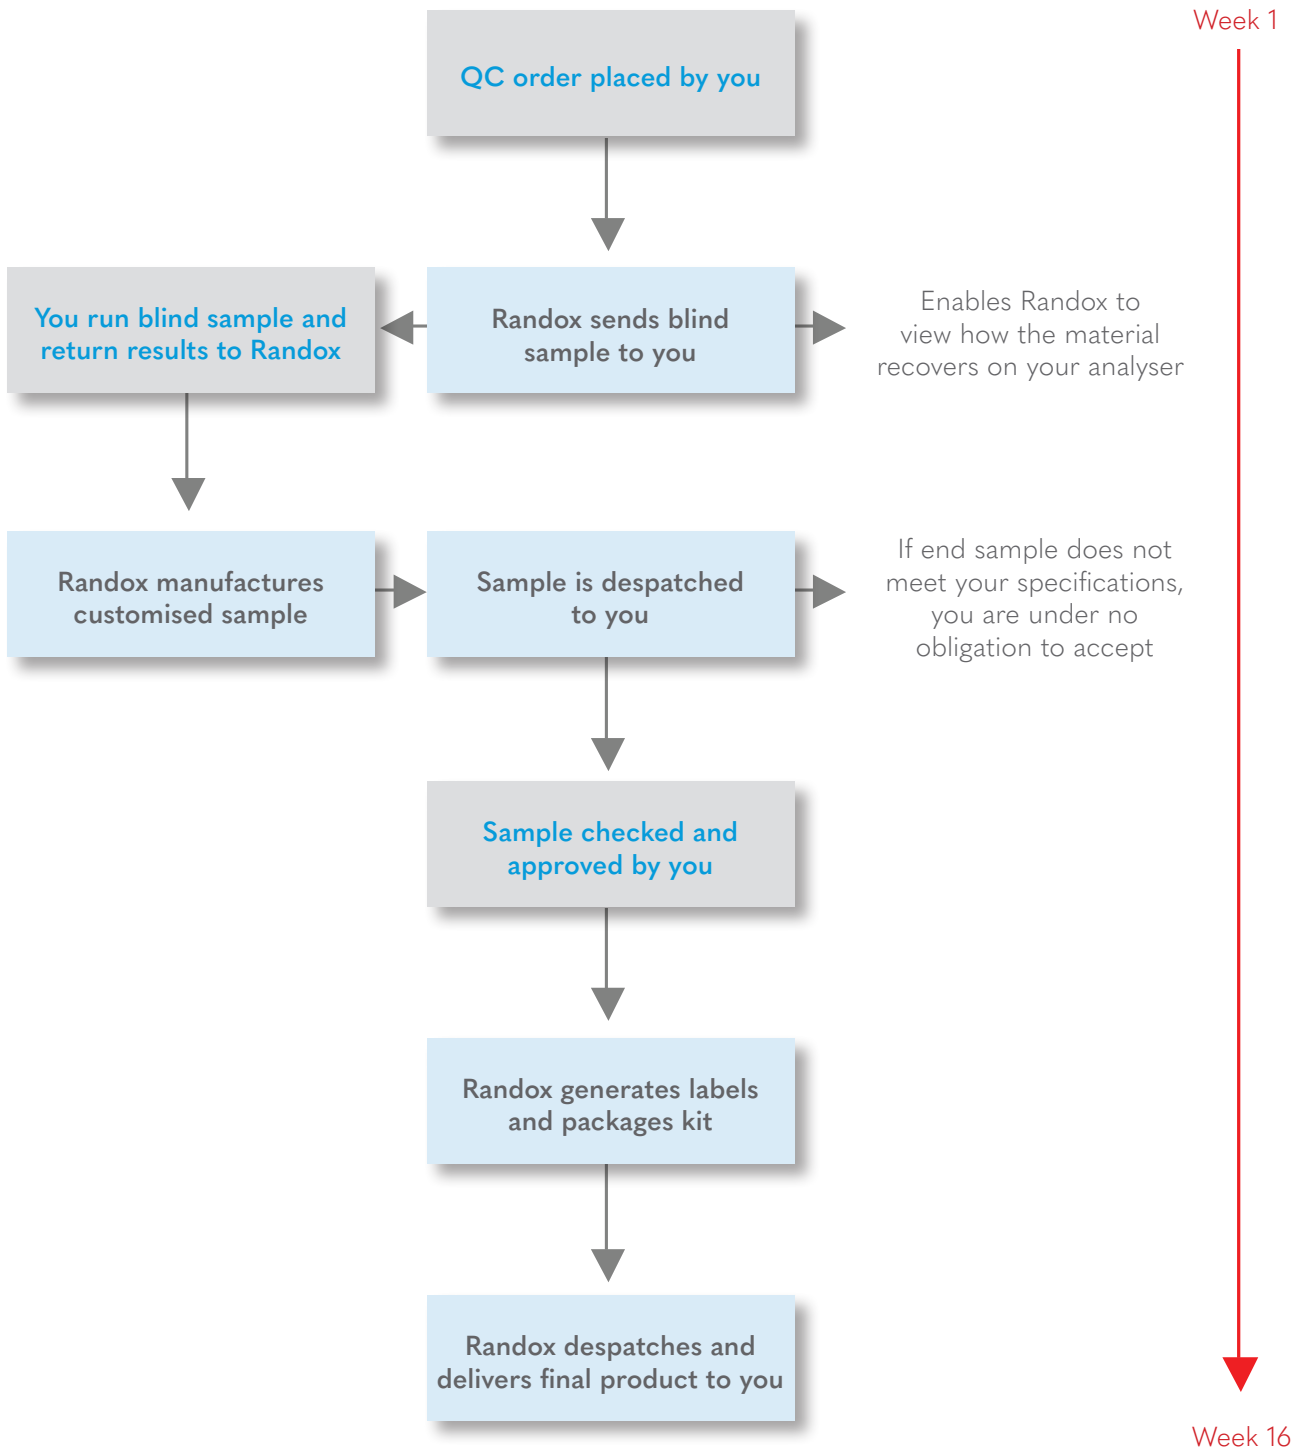 Week 1
QC order placed by you
You run blind sample and
return results to Randox
Randox sends blind
sample to you
Enables Randox to
view how the material
recovers on your analyser
Randox manufactures
customised sample
Sample is despatched
to you
If end sample does not
meet your specifications,
you are under no
obligation to accept
Sample checked and
approved by you
Randox generates labels
and packages kit
Randox despatches and
delivers final product to you
Week 16